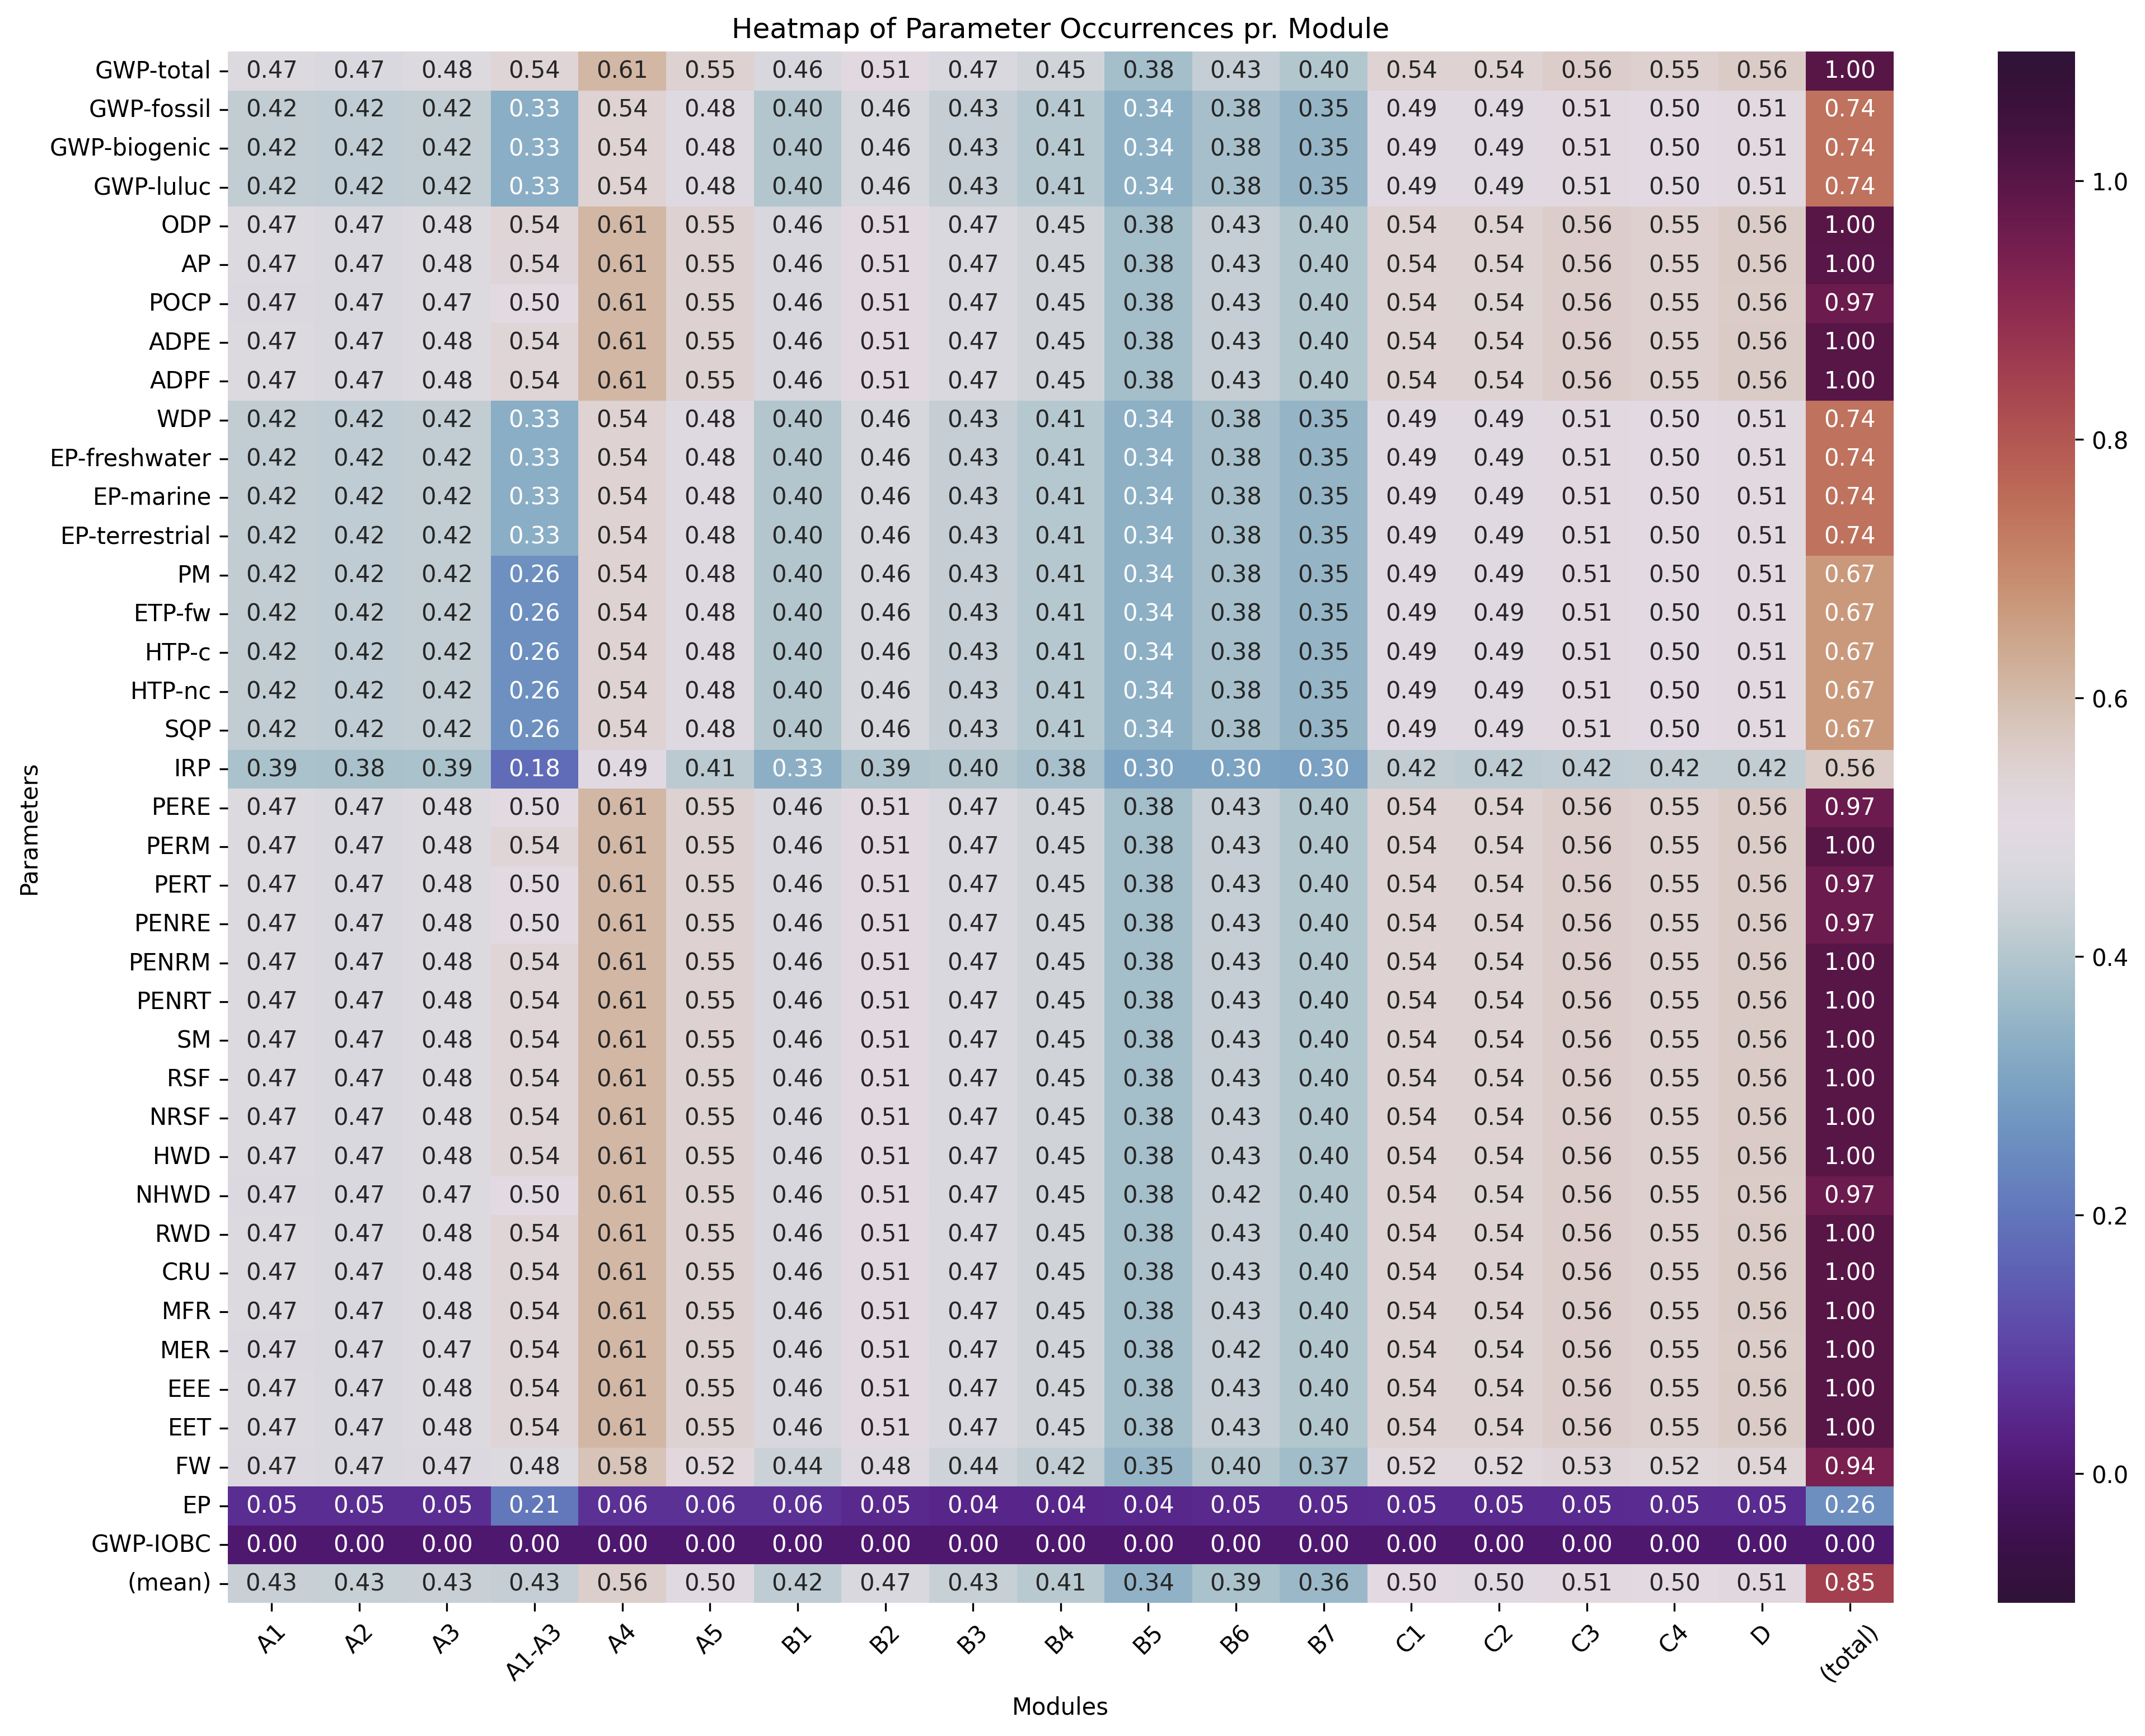 Heatmap of Parameter Occurrences pr. Module
GWP-total 0.47 0.47 0.48 0.54 0.61 0.55 0.46 0.51 0.47 0.45 0.38 0.43 0.40 0.54 0.54 0.56 0.55 0.56 1.00
GWP-fossil 0.42 0.42 0.42 0.33 0.54 0.48 0.40 0.46 0.43 0.41 0.34 0.38 0.35 0.49 0.49 0.51 0.50 0.51 0.74
GWP-biogenic 0.42 0.42 0.42 0.33 0.54 0.48 0.40 0.46 0.43 0.41 0.34 0.38 0.35 0.49 0.49 0.51 0.50 0.51 0.74
GWP-luluc 0.42 0.42 0.42 0.33 0.54 0.48 0.40 0.46 0.43 0.41 0.34 0.38 0.35 0.49 0.49 0.51 0.50 0.51 0.74
ODP 0.47 0.47 0.48 0.54 0.61 0.55 0.46 0.51 0.47 0.45 0.38 0.43 0.40 0.54 0.54 0.56 0.55 0.56 1.00
AP 0.47 0.47 0.48 0.54 0.61 0.55 0.46 0.51 0.47 0.45 0.38 0.43 0.40 0.54 0.54 0.56 0.55 0.56 1.00
POCP 0.47 0.47 0.47 0.50 0.61 0.55 0.46 0.51 0.47 0.45 0.38 0.43 0.40 0.54 0.54 0.56 0.55 0.56 0.97
ADPE 0.47 0.47 0.48 0.54 0.61 0.55 0.46 0.51 0.47 0.45 0.38 0.43 0.40 0.54 0.54 0.56 0.55 0.56 1.00
ADPF 0.47 0.47 0.48 0.54 0.61 0.55 0.46 0.51 0.47 0.45 0.38 0.43 0.40 0.54 0.54 0.56 0.55 0.56 1.00
WDP 0.42 0.42 0.42 0.33 0.54 0.48 0.40 0.46 0.43 0.41 0.34 0.38 0.35 0.49 0.49 0.51 0.50 0.51 0.74
EP-freshwater 0.42 0.42 0.42 0.33 0.54 0.48 0.40 0.46 0.43 0.41 0.34 0.38 0.35 0.49 0.49 0.51 0.50 0.51 0.74
EP-marine 0.42 0.42 0.42 0.33 0.54 0.48 0.40 0.46 0.43 0.41 0.34 0.38 0.35 0.49 0.49 0.51 0.50 0.51 0.74
EP-terrestrial 0.42 0.42 0.42 0.33 0.54 0.48 0.40 0.46 0.43 0.41 0.34 0.38 0.35 0.49 0.49 0.51 0.50 0.51 0.74
PM 0.42 0.42 0.42 0.26 0.54 0.48 0.40 0.46 0.43 0.41 0.34 0.38 0.35 0.49 0.49 0.51 0.50 0.51 0.67
ETP-fw 0.42 0.42 0.42 0.26 0.54 0.48 0.40 0.46 0.43 0.41 0.34 0.38 0.35 0.49 0.49 0.51 0.50 0.51 0.67
HTP-c 0.42 0.42 0.42 0.26 0.54 0.48 0.40 0.46 0.43 0.41 0.34 0.38 0.35 0.49 0.49 0.51 0.50 0.51 0.67
HTP-nc 0.42 0.42 0.42 0.26 0.54 0.48 0.40 0.46 0.43 0.41 0.34 0.38 0.35 0.49 0.49 0.51 0.50 0.51 0.67
SQP 0.42 0.42 0.42 0.26 0.54 0.48 0.40 0.46 0.43 0.41 0.34 0.38 0.35 0.49 0.49 0.51 0.50 0.51 0.67
IRP 0.39 0.38 0.39 0.18 0.49 0.41 0.33 0.39 0.40 0.38 0.30 0.30 0.30 0.42 0.42 0.42 0.42 0.42 0.56
PERE 0.47 0.47 0.48 0.50 0.61 0.55 0.46 0.51 0.47 0.45 0.38 0.43 0.40 0.54 0.54 0.56 0.55 0.56 0.97
PERM 0.47 0.47 0.48 0.54 0.61 0.55 0.46 0.51 0.47 0.45 0.38 0.43 0.40 0.54 0.54 0.56 0.55 0.56 1.00
PERT 0.47 0.47 0.48 0.50 0.61 0.55 0.46 0.51 0.47 0.45 0.38 0.43 0.40 0.54 0.54 0.56 0.55 0.56 0.97
PENRE 0.47 0.47 0.48 0.50 0.61 0.55 0.46 0.51 0.47 0.45 0.38 0.43 0.40 0.54 0.54 0.56 0.55 0.56 0.97
PENRM 0.47 0.47 0.48 0.54 0.61 0.55 0.46 0.51 0.47 0.45 0.38 0.43 0.40 0.54 0.54 0.56 0.55 0.56 1.00
PENRT 0.47 0.47 0.48 0.54 0.61 0.55 0.46 0.51 0.47 0.45 0.38 0.43 0.40 0.54 0.54 0.56 0.55 0.56 1.00
SM 0.47 0.47 0.48 0.54 0.61 0.55 0.46 0.51 0.47 0.45 0.38 0.43 0.40 0.54 0.54 0.56 0.55 0.56 1.00
RSF 0.47 0.47 0.48 0.54 0.61 0.55 0.46 0.51 0.47 0.45 0.38 0.43 0.40 0.54 0.54 0.56 0.55 0.56 1.00
NRSF 0.47 0.47 0.48 0.54 0.61 0.55 0.46 0.51 0.47 0.45 0.38 0.43 0.40 0.54 0.54 0.56 0.55 0.56 1.00
HWD 0.47 0.47 0.48 0.54 0.61 0.55 0.46 0.51 0.47 0.45 0.38 0.43 0.40 0.54 0.54 0.56 0.55 0.56 1.00
NHWD 0.47 0.47 0.47 0.50 0.61 0.55 0.46 0.51 0.47 0.45 0.38 0.42 0.40 0.54 0.54 0.56 0.55 0.56 0.97
RWD 0.47 0.47 0.48 0.54 0.61 0.55 0.46 0.51 0.47 0.45 0.38 0.43 0.40 0.54 0.54 0.56 0.55 0.56 1.00
CRU 0.47 0.47 0.48 0.54 0.61 0.55 0.46 0.51 0.47 0.45 0.38 0.43 0.40 0.54 0.54 0.56 0.55 0.56 1.00
MFR 0.47 0.47 0.48 0.54 0.61 0.55 0.46 0.51 0.47 0.45 0.38 0.43 0.40 0.54 0.54 0.56 0.55 0.56 1.00
MER 0.47 0.47 0.47 0.54 0.61 0.55 0.46 0.51 0.47 0.45 0.38 0.42 0.40 0.54 0.54 0.56 0.55 0.56 1.00
EEE 0.47 0.47 0.48 0.54 0.61 0.55 0.46 0.51 0.47 0.45 0.38 0.43 0.40 0.54 0.54 0.56 0.55 0.56 1.00
EET 0.47 0.47 0.48 0.54 0.61 0.55 0.46 0.51 0.47 0.45 0.38 0.43 0.40 0.54 0.54 0.56 0.55 0.56 1.00
FW 0.47 0.47 0.47 0.48 0.58 0.52 0.44 0.48 0.44 0.42 0.35 0.40 0.37 0.52 0.52 0.53 0.52 0.54 0.94
EP 0.05 0.05 0.05 0.21 0.06 0.06 0.06 0.05 0.04 0.04 0.04 0.05 0.05 0.05 0.05 0.05 0.05 0.05 0.26
GWP-IOBC 0.00 0.00 0.00 0.00 0.00 0.00 0.00 0.00 0.00 0.00 0.00 0.00 0.00 0.00 0.00 0.00 0.00 0.00 0.00
(mean) 0.43 0.43 0.43 0.43 0.56 0.50 0.42 0.47 0.43 0.41 0.34 0.39 0.36 0.50 0.50 0.51 0.50 0.51 0.85
A1 A2 A3 A1-A3 A4 A5 B1 B2 B3 B4 B5 B6 B7 C1 C2 C3 C4 D (total)
Modules
Parameters
1.0
0.8
0.6
0.4
0.2
0.0